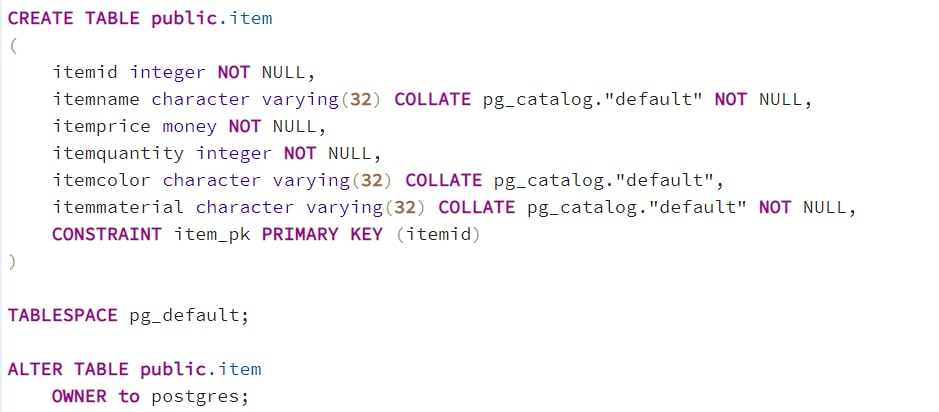 CREATE TABLE public.item
(
    itemid integer NOT NULL,
    itemname character varying(32) COLLATE pg_catalog."default" NOT NULL,
    itemprice money NOT NULL,
    itemquantity integer NOT NULL,
    itemcolor character varying(32) COLLATE pg_catalog."default",
    itemmaterial character varying(32) COLLATE pg_catalog."default" NOT NULL,
    CONSTRAINT item_pk PRIMARY KEY (itemid)
)
TABLESPACE pg_default;
ALTER TABLE public.item
    OWNER to postgres;